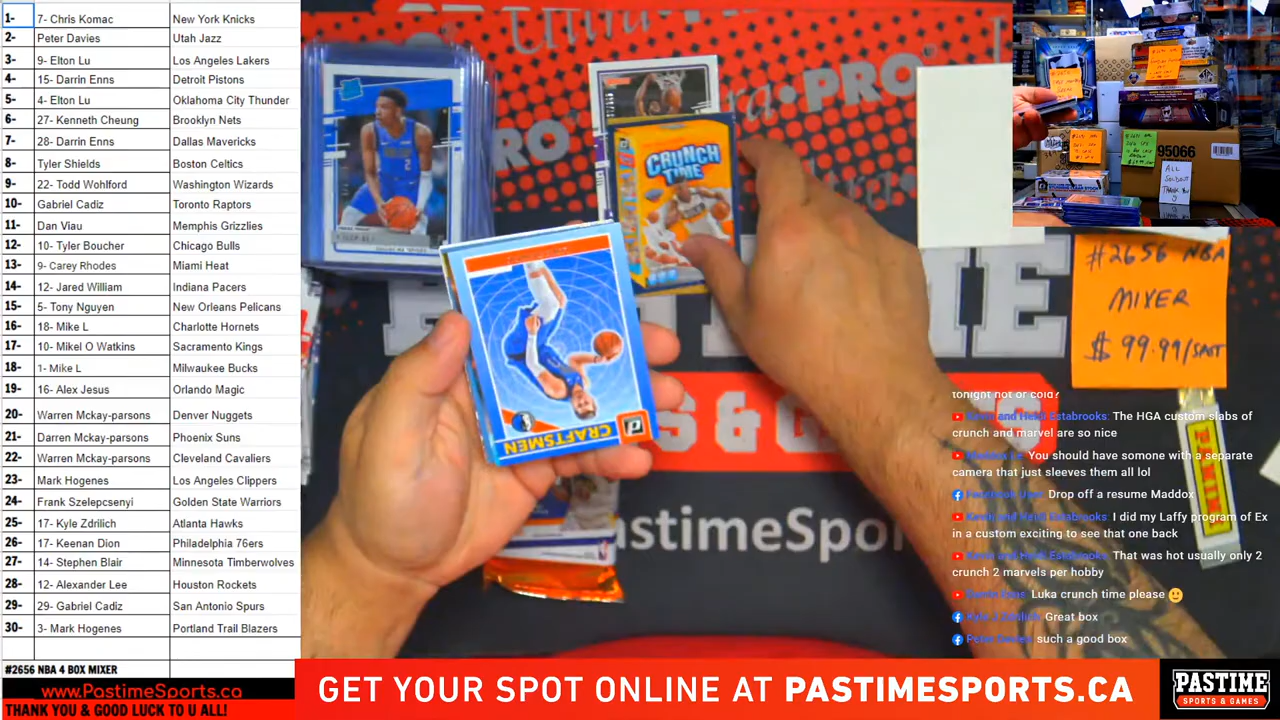 1- 7- Chris Komac New York Knicks
2- Peter Davies Utah Jazz
3- 9- Elton Lu Los Angeles Lakers
4- 15- Darrin Enns Detroit Pistons
5- 4- Elton Lu Oklahoma City Thunder
6- 27- Kenneth Cheung Brooklyn Nets
7- 28- Darrin Enns Dallas Mavericks
8- Tyler Shields Boston Celtics
9- 22- Todd Wohlford Washington Wizards
10- Gabriel Cadiz Toronto Raptors
11- Dan Viau Memphis Grizzlies
12- 10- Tyler Boucher Chicago Bulls
13- 9- Carey Rhodes Miami Heat
14- 12- Jared William Indiana Pacers
15- 5- Tony Nguyen New Orleans Pelicans
16- 18- Mike L Charlotte Hornets
17- 10- Mikel O Watkins Sacramento Kings
18- 1- Mike L Milwaukee Bucks
19- 16- Alex Jesus Orlando Magic
20- Warren Mckay-parsons Denver Nuggets
21- Darren Mckay-parsons Phoenix Suns
22- Warren Mckay-parsons Cleveland Cavaliers
23- Mark Hogenes Los Angeles Clippers
24- Frank Szelepcsenyi Golden State Warriors
25- 17- Kyle Zdrilich Atlanta Hawks
26- 17- Keenan Dion Philadelphia 76ers
27- 14- Stephen Blair Minnesota Timberwolves
28- 12- Alexander Lee Houston Rockets
29- 29- Gabriel Cadiz San Antonio Spurs
30- 3- Mark Hogenes Portland Trail Blazers
#2656 NBA 4 BOX MIXER
www.PastimeSports.ca
THANK YOU & GOOD LUCK TO U ALL!
PRO
PRO
CRUNCH
TIME
CRAFTSMEN
S & G
PastimeSpo
95066
ALL
SOLDOUT
THANK YOU
#2656 NBA
MIXER
$99.99/SPOT
PANINI
tonight hot or cold?
The HGA custom slabs of
crunch and marvel are so nice
You should have somone with a separate
camera that just sleeves them all lol
Drop off a resume Maddox
I did my Laffy program of Ex
in a custom exciting to see that one back
That was hot usually only 2
crunch 2 marvels per hobby
Luka crunch time please 🙂
Great box
such a good box
GET YOUR SPOT ONLINE AT PASTIMESPORTS.CA
PASTIME
SPORTS & GAMES